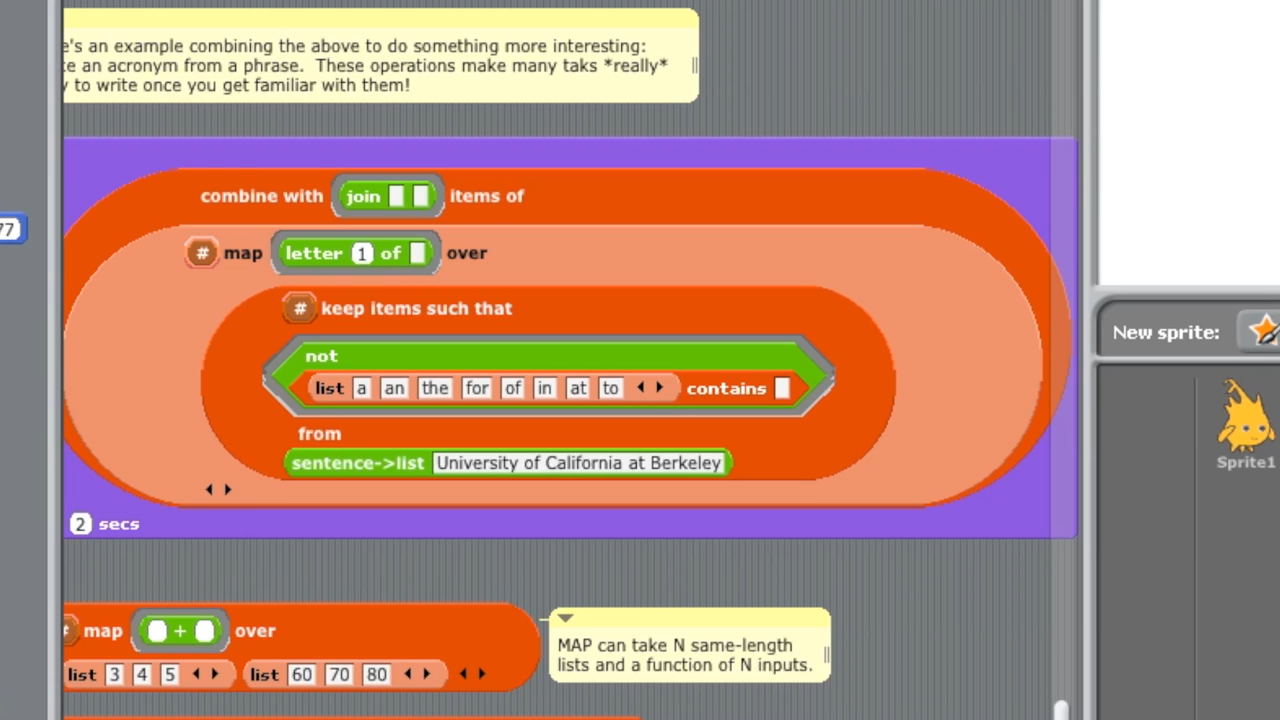 e's an example combining the above to do something more interesting:
e an acronym from a phrase. These operations make many taks *really*
y to write once you get familiar with them!
combine with join items of
77
# map letter 1 of over
# keep items such that
not
New sprite:
list a an the for of in at to contains
from
sentence->list University of California at Berkeley
Sprite1
2 secs
# map + over
MAP can take N same-length
lists and a function of N inputs.
list 3 4 5 list 60 70 80